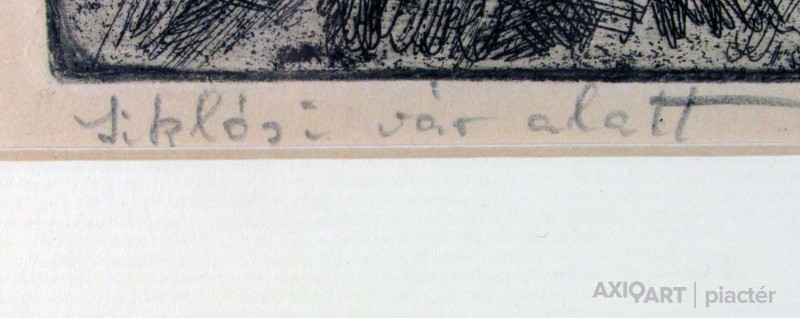 Siklósi vár alatt
AXIOART | piactér